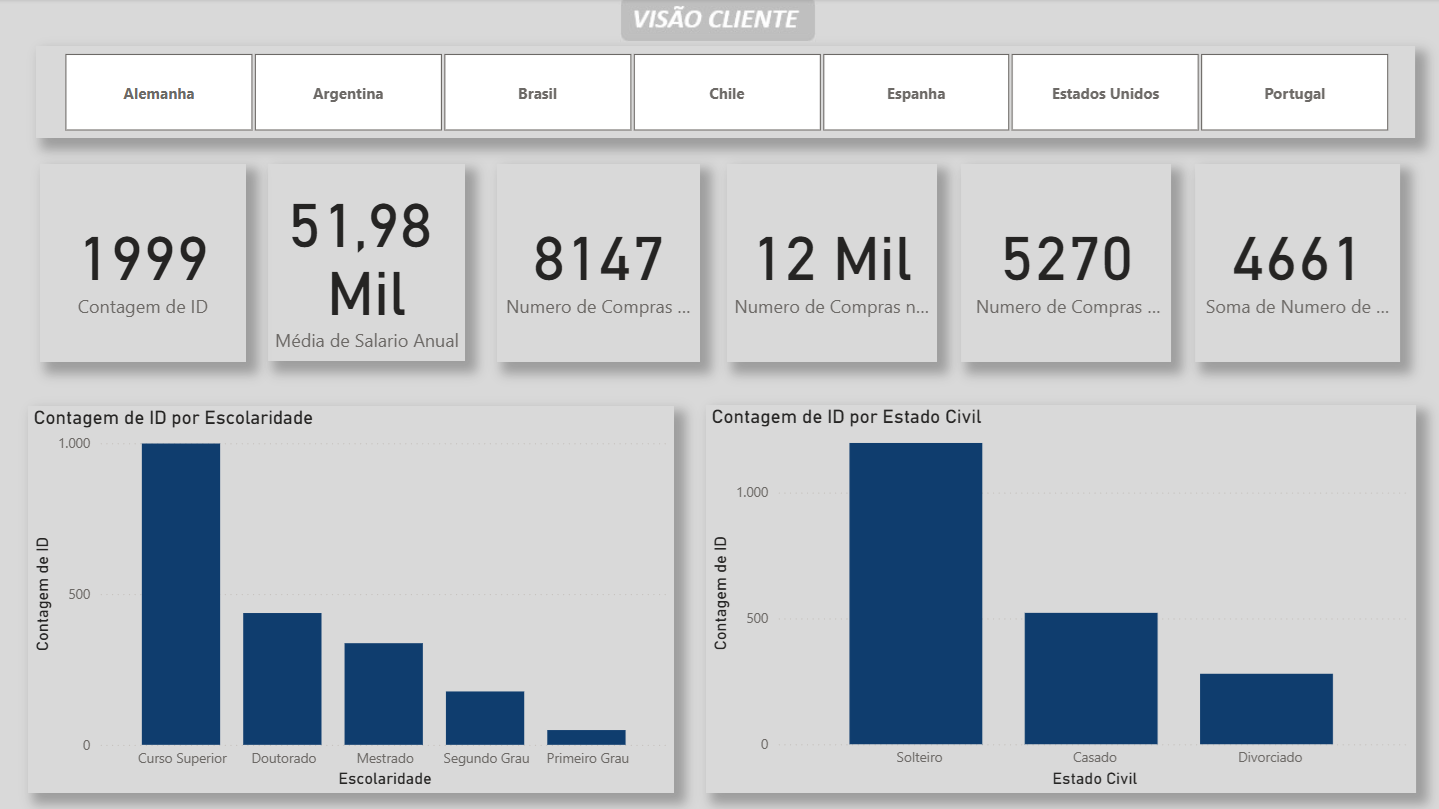 VISÃO CLIENTE
Alemanha
Argentina
Brasil
Chile
Espanha
Estados Unidos
Portugal
1999
Contagem de ID
51,98
Mil
Média de Salario Anual
8147
Numero de Compras ...
12 Mil
Numero de Compras n...
5270
Numero de Compras ...
4661
Soma de Numero de ...
Contagem de ID por Escolaridade
Contagem de ID
1.000
500
0
Curso Superior
Doutorado
Mestrado
Segundo Grau
Primeiro Grau
Escolaridade
Contagem de ID por Estado Civil
Contagem de ID
1.000
500
0
Solteiro
Casado
Divorciado
Estado Civil